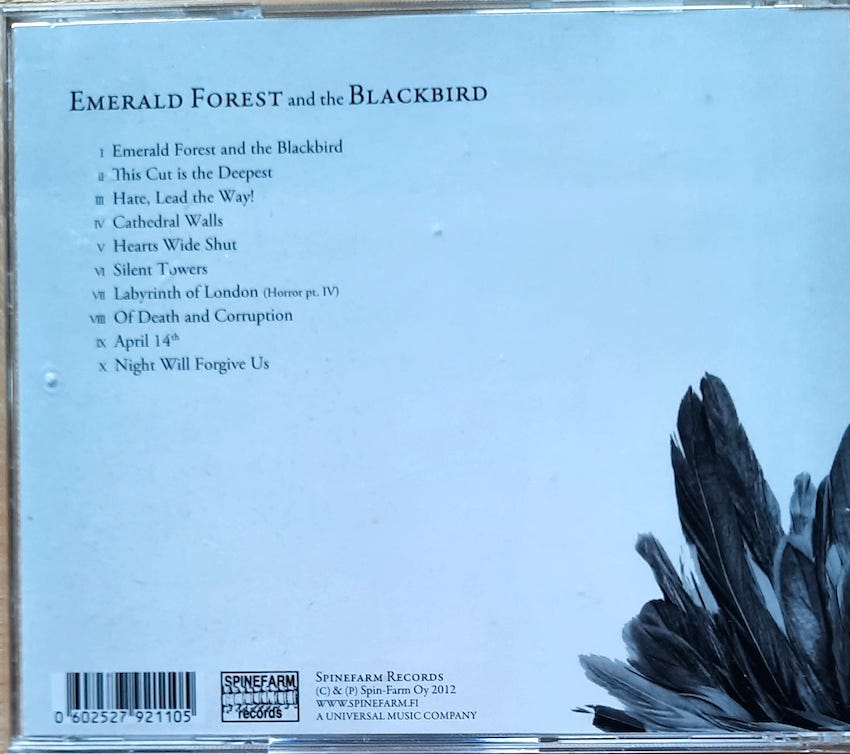 EMERALD FOREST and the BLACKBIRD
I Emerald Forest and the Blackbird
II This Cut is the Deepest
III Hate, Lead the Way!
IV Cathedral Walls
V Hearts Wide Shut
VI Silent Towers
VII Labyrinth of London (Horror pt. IV)
VIII Of Death and Corruption
IX April 14th
X Night Will Forgive Us
0 602527 921105
SPINEFARM
records
SPINEFARM RECORDS
(C) & (P) Spin-Farm Oy 2012
WWW.SPINEFARM.FI
A UNIVERSAL MUSIC COMPANY